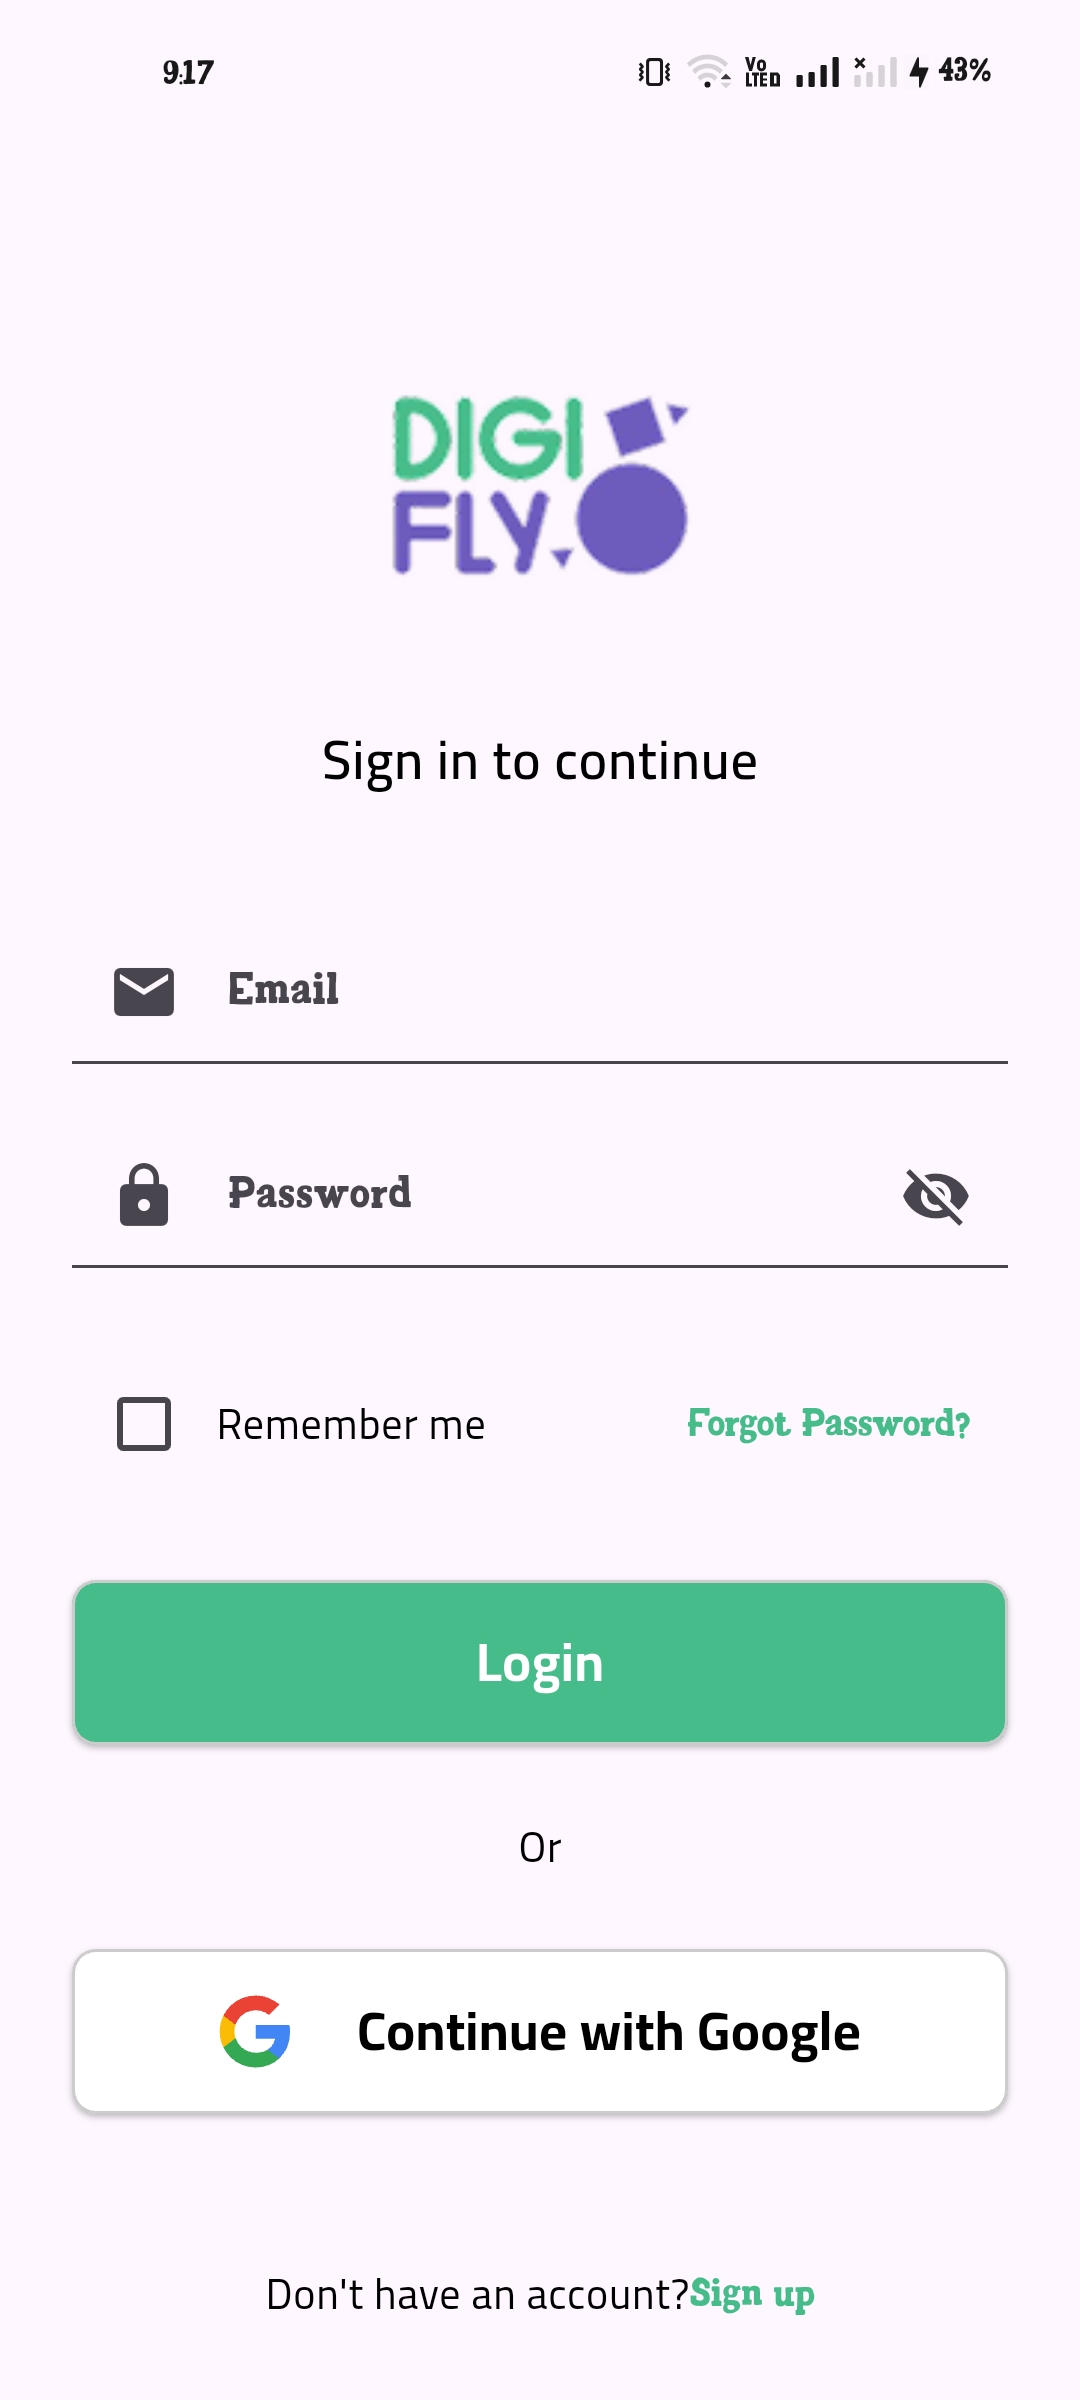 9:17 Vo LTE 43%
DIGI
FLY
Sign in to continue
Email
Password
Remember me Forgot Password?
Login
Or
Continue with Google
Don't have an account?Sign up